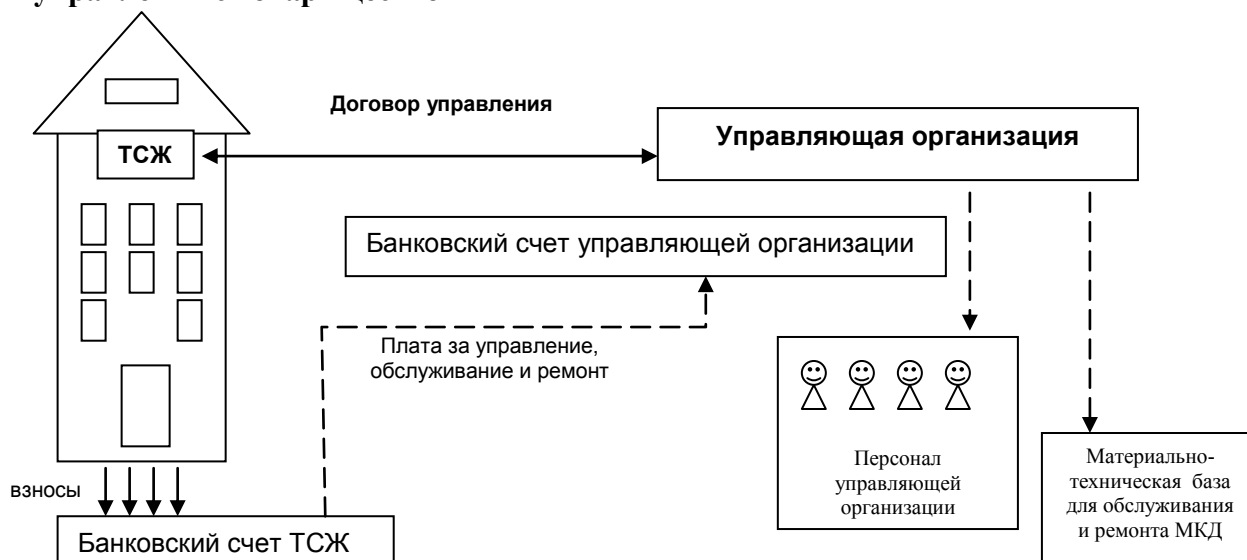 Договор управления
ТСЖ
Управляющая организация
Банковский счет управляющей организации
Плата за управление,
обслуживание и ремонт
Персонал
управляющей
организации
Материально-
техническая база
для обслуживания
и ремонта МКД
взносы
Банковский счет ТСЖ